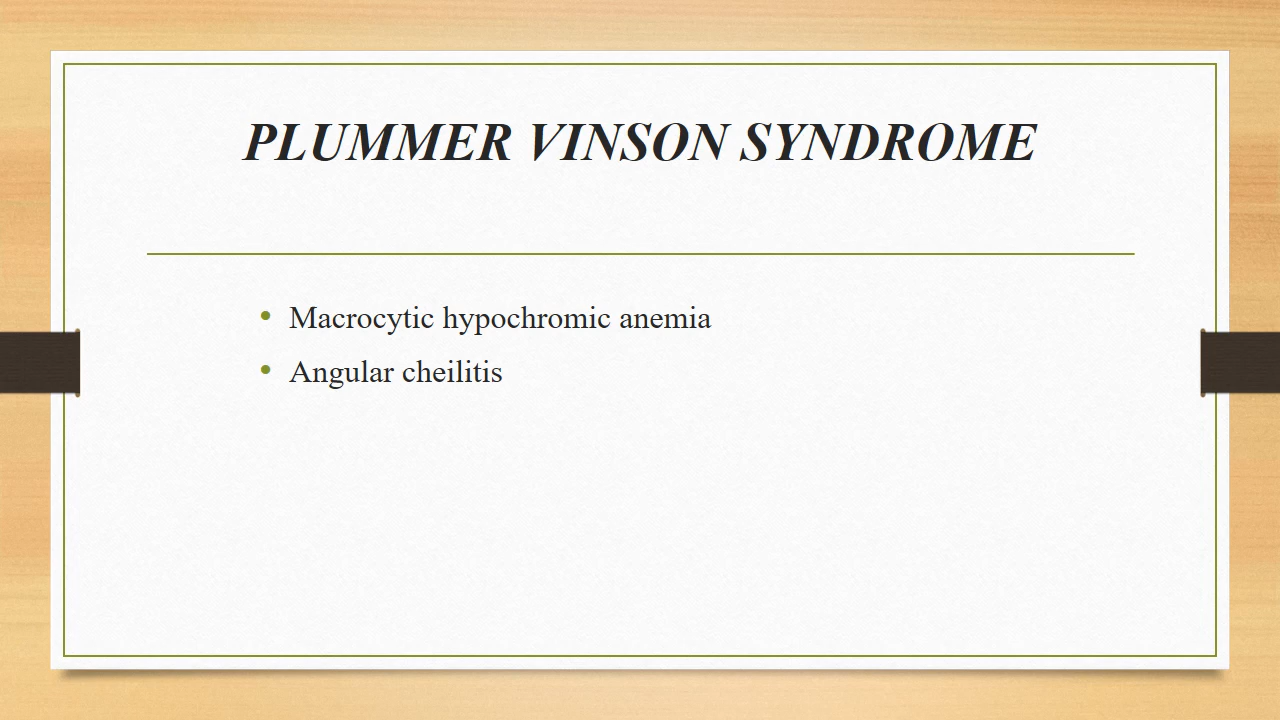 PLUMMER VINSON SYNDROME
• Macrocytic hypochromic anemia
• Angular cheilitis